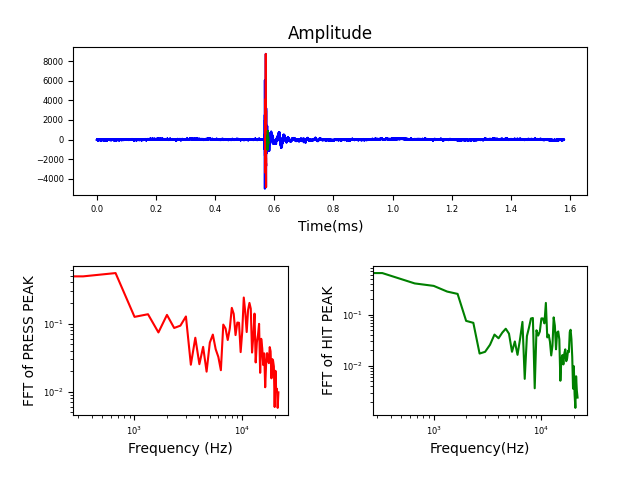 Amplitude
8000
6000
4000
2000
0
−2000
−4000
0.0 0.2 0.4 0.6 0.8 1.0 1.2 1.4 1.6
Time(ms)
FFT of PRESS PEAK
10⁻¹
10⁻²
10³ 10⁴
Frequency (Hz)
FFT of HIT PEAK
10⁻¹
10⁻²
10³ 10⁴
Frequency(Hz)